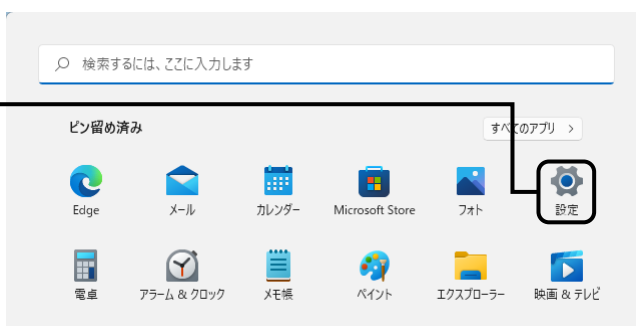 検索するには、ここに入力します
ピン留め済み
すべてのアプリ >
Edge メール カレンダー Microsoft Store フォト 設定
電卓 アラーム & クロック メモ帳 ペイント エクスプローラー 映画 & テレビ